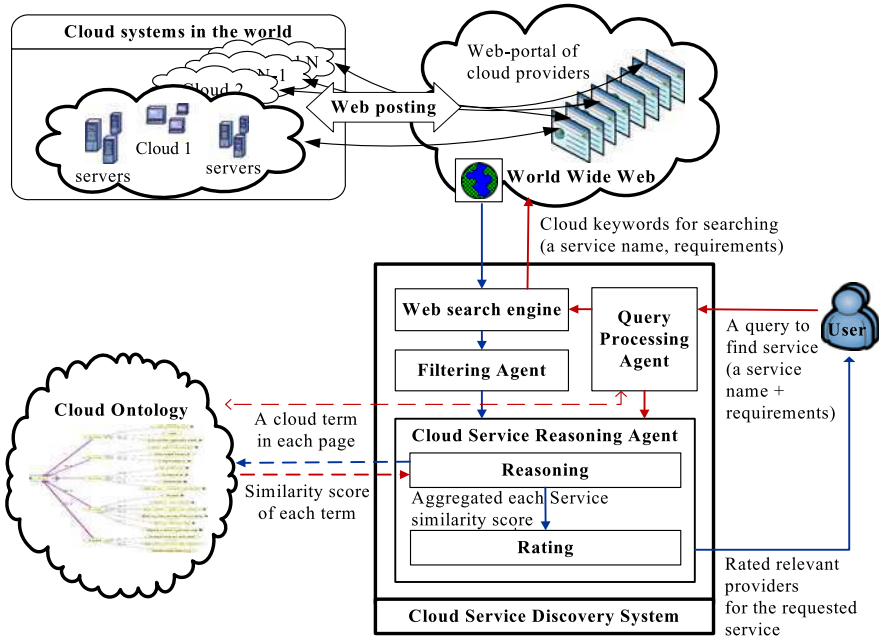 Cloud systems in the world
N
N-1
Cloud 2
Cloud 1
servers
servers
Web posting
Web-portal of
cloud providers
World Wide Web
Cloud keywords for searching
(a service name, requirements)
Web search engine
Query
Processing
Agent
Filtering Agent
User
A query to
find service
(a service
name +
requirements)
Cloud Ontology
A cloud term
in each page
Similarity score
of each term
Cloud Service Reasoning Agent
Reasoning
Aggregated each Service
similarity score
Rating
Rated relevant
providers
for the requested
service
Cloud Service Discovery System